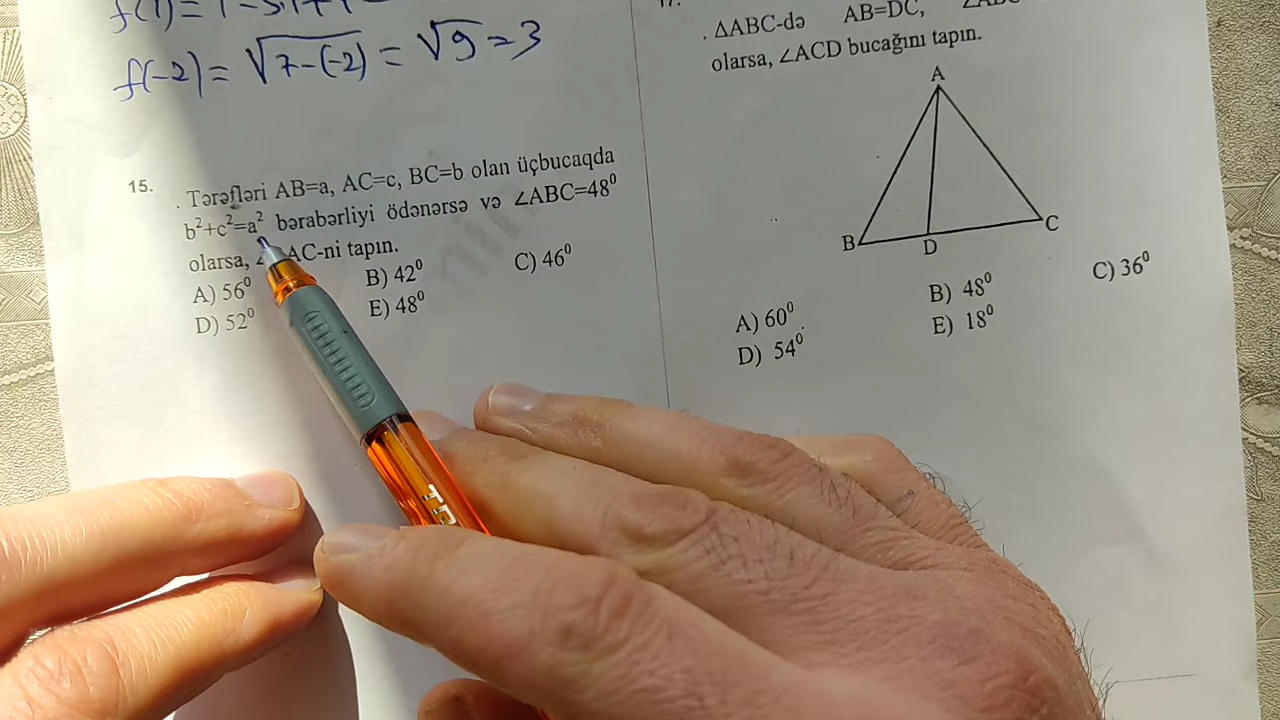 f(-2) = √7-(-2) = √9 = 3
15.
. Tərəfləri AB=a, AC=c, BC=b olan üçbucaqda
b²+c²=a² bərabərliyi ödənərsə və ∠ABC=48⁰
olarsa, AC-ni tapın.
A) 56⁰ B) 42⁰ C) 46⁰
D) 52⁰ E) 48⁰
17.
. ΔABC-də AB=DC,
olarsa, ∠ACD bucağını tapın.
A
B
D
C
A) 60⁰ B) 48⁰ C) 36⁰
D) 54⁰ E) 18⁰